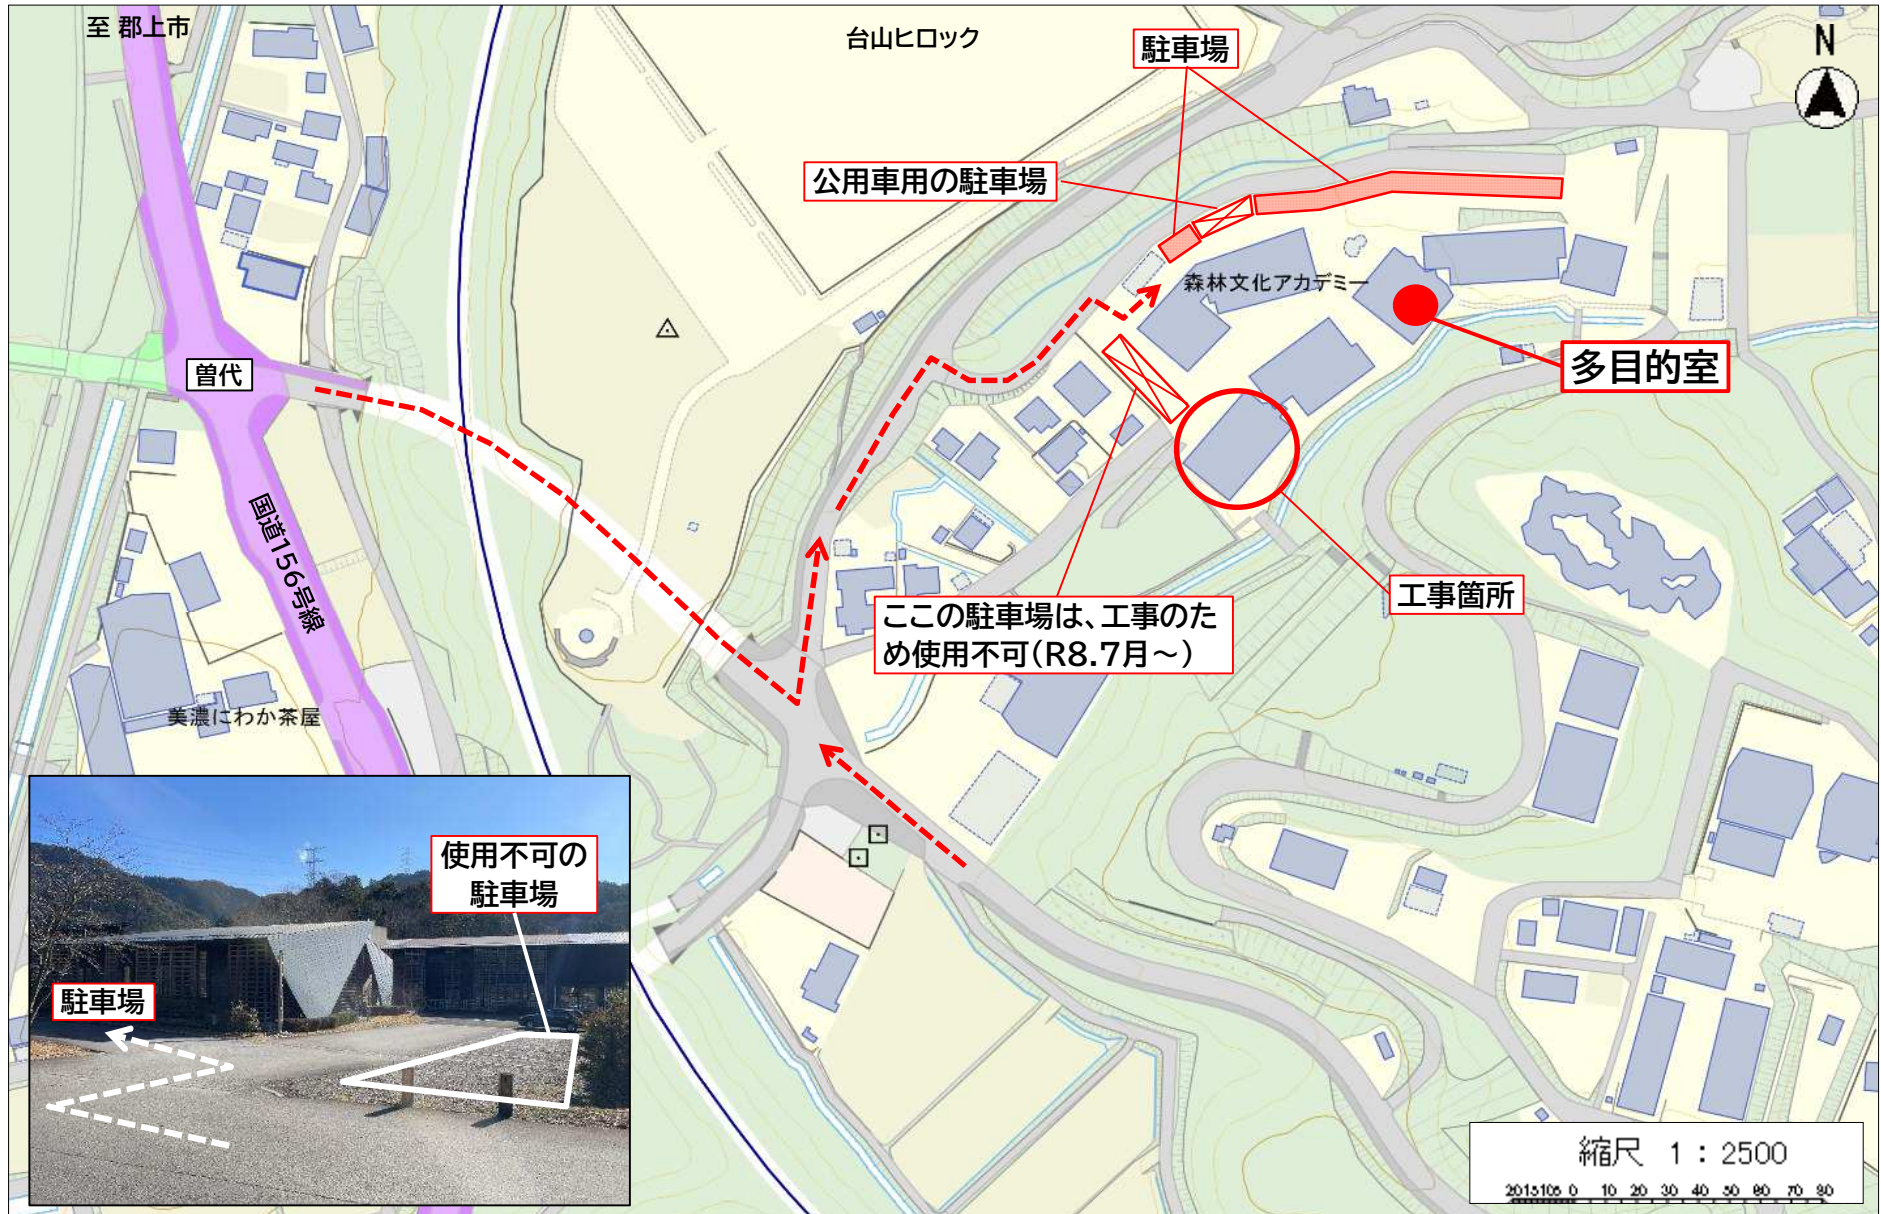 至 郡上市
台山ヒロック
駐車場
N
公用車用の駐車場
森林文化アカデミー
多目的室
曽代
国道156号線
工事箇所
ここの駐車場は、工事のた
め使用不可(R8.7月～)
美濃にわか茶屋
使用不可の
駐車場
駐車場
縮尺 1：2500
0 10 20 30 40 50 60 70 80